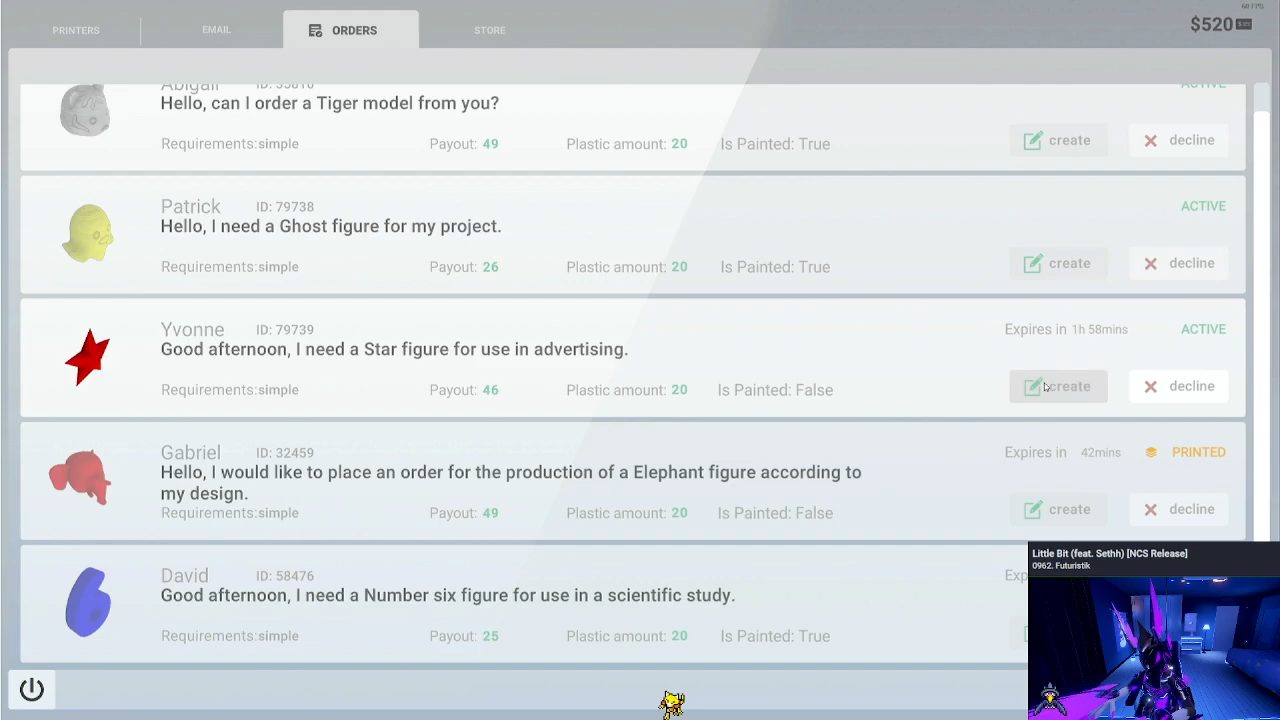 60 FPS
PRINTERS
EMAIL
ORDERS
STORE
$520
Abigail ID: 35818 ACTIVE
Hello, can I order a Tiger model from you?
Requirements:simple Payout: 49 Plastic amount: 20 Is Painted: True create decline
Patrick ID: 79738 ACTIVE
Hello, I need a Ghost figure for my project.
Requirements:simple Payout: 26 Plastic amount: 20 Is Painted: True create decline
Yvonne ID: 79739 Expires in 1h 58mins ACTIVE
Good afternoon, I need a Star figure for use in advertising.
Requirements:simple Payout: 46 Plastic amount: 20 Is Painted: False create decline
Gabriel ID: 32459 Expires in 42mins PRINTED
Hello, I would like to place an order for the production of a Elephant figure according to
my design.
Requirements:simple Payout: 49 Plastic amount: 20 Is Painted: False create decline
David ID: 58476 Exp
Good afternoon, I need a Number six figure for use in a scientific study.
Requirements:simple Payout: 25 Plastic amount: 20 Is Painted: True
Little Bit (feat. Sethh) [NCS Release]
0962. Futuristik